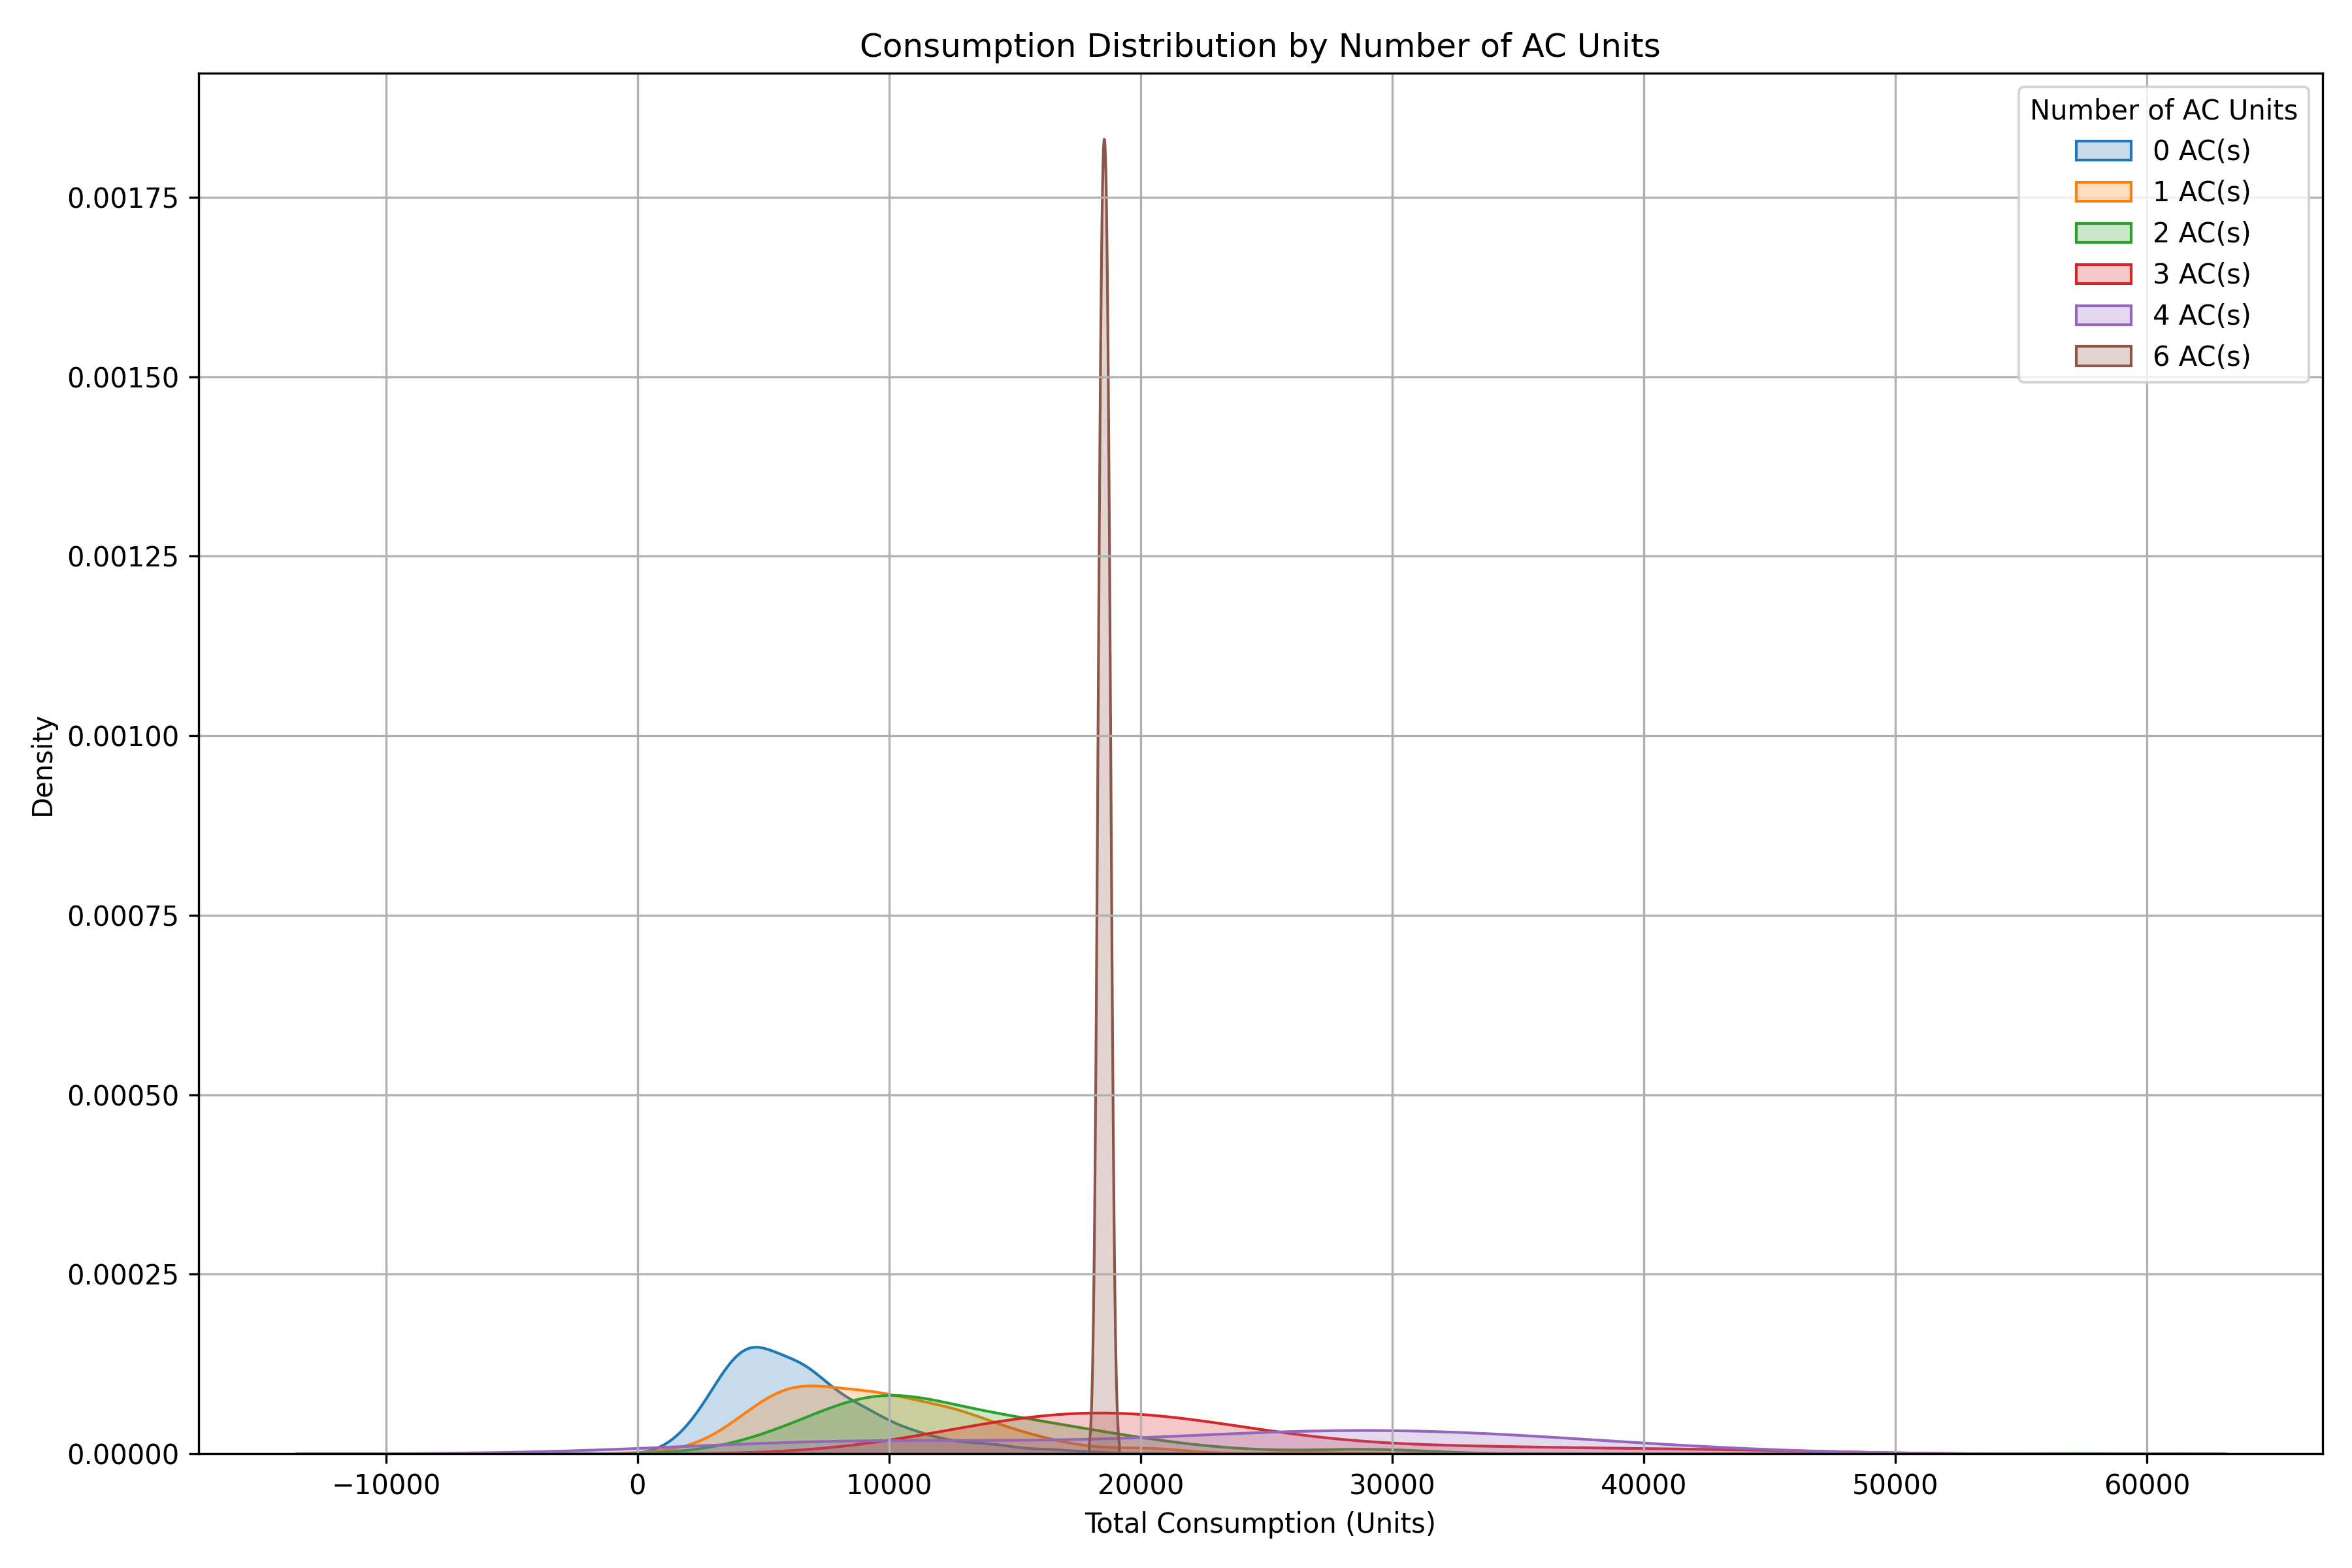 Consumption Distribution by Number of AC Units
Number of AC Units
0 AC(s)
1 AC(s)
2 AC(s)
3 AC(s)
4 AC(s)
6 AC(s)
Density
0.00175
0.00150
0.00125
0.00100
0.00075
0.00050
0.00025
0.00000
−10000 0 10000 20000 30000 40000 50000 60000
Total Consumption (Units)